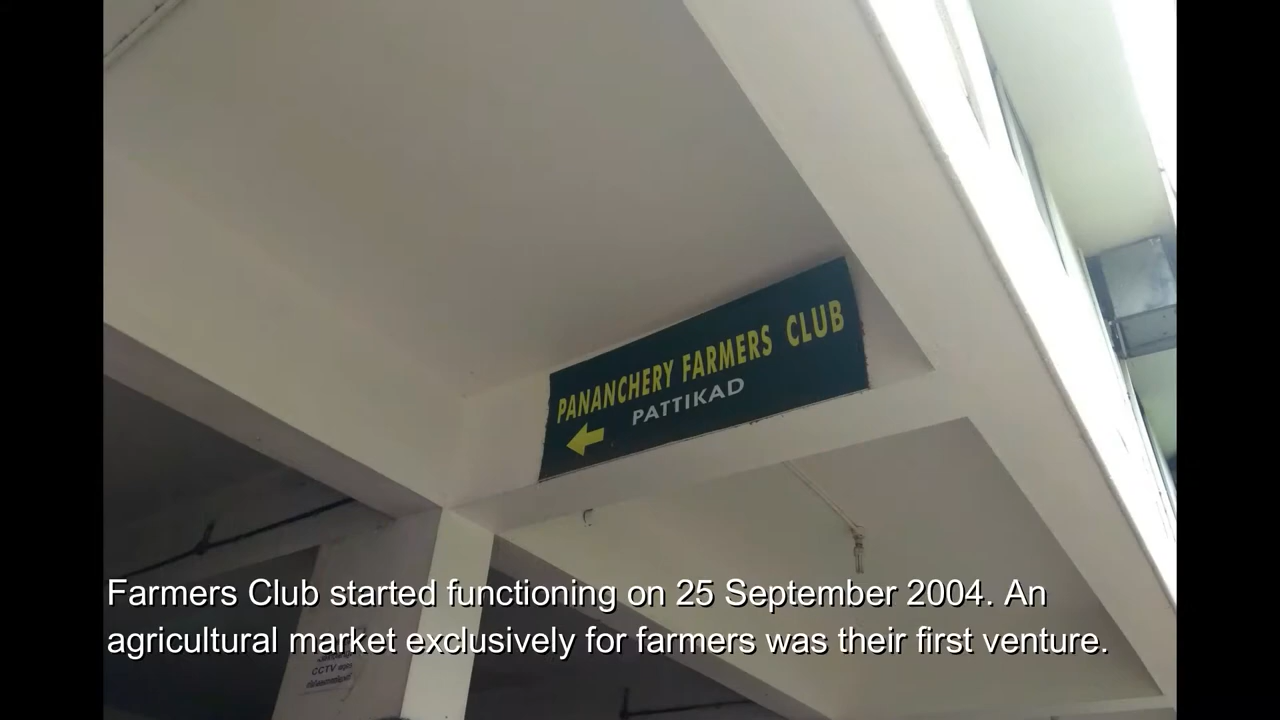 PANANCHERY FARMERS CLUB
PATTIKAD
Farmers Club started functioning on 25 September 2004. An
agricultural market exclusively for farmers was their first venture.
CCTV